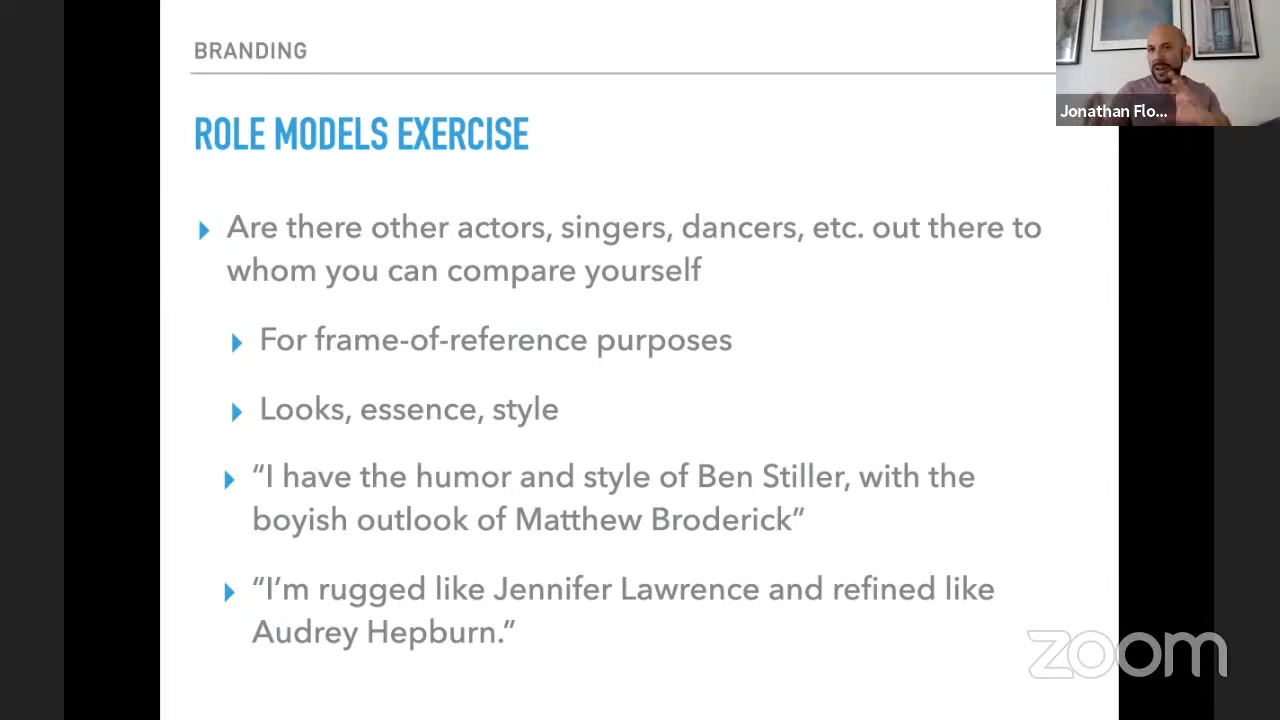 BRANDING
ROLE MODELS EXERCISE
Are there other actors, singers, dancers, etc. out there to
whom you can compare yourself
For frame-of-reference purposes
Looks, essence, style
“I have the humor and style of Ben Stiller, with the
boyish outlook of Matthew Broderick”
“I’m rugged like Jennifer Lawrence and refined like
Audrey Hepburn.”
Jonathan Flo...
zoom